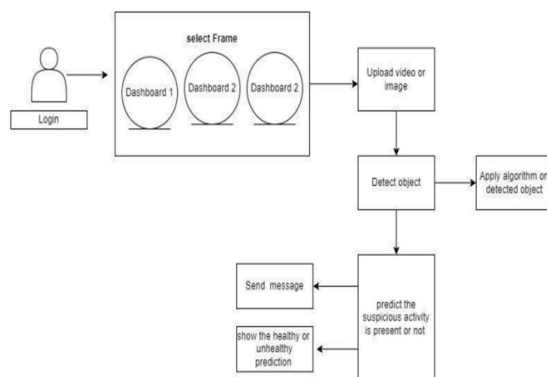 select Frame
Dashboard 1
Dashboard 2
Dashboard 2
Login
Upload video or
image
Detect object
Apply algorithm on
detected object
predict the
suspicious activity
is present or not
Send message
show the healthy or
unhealthy
prediction